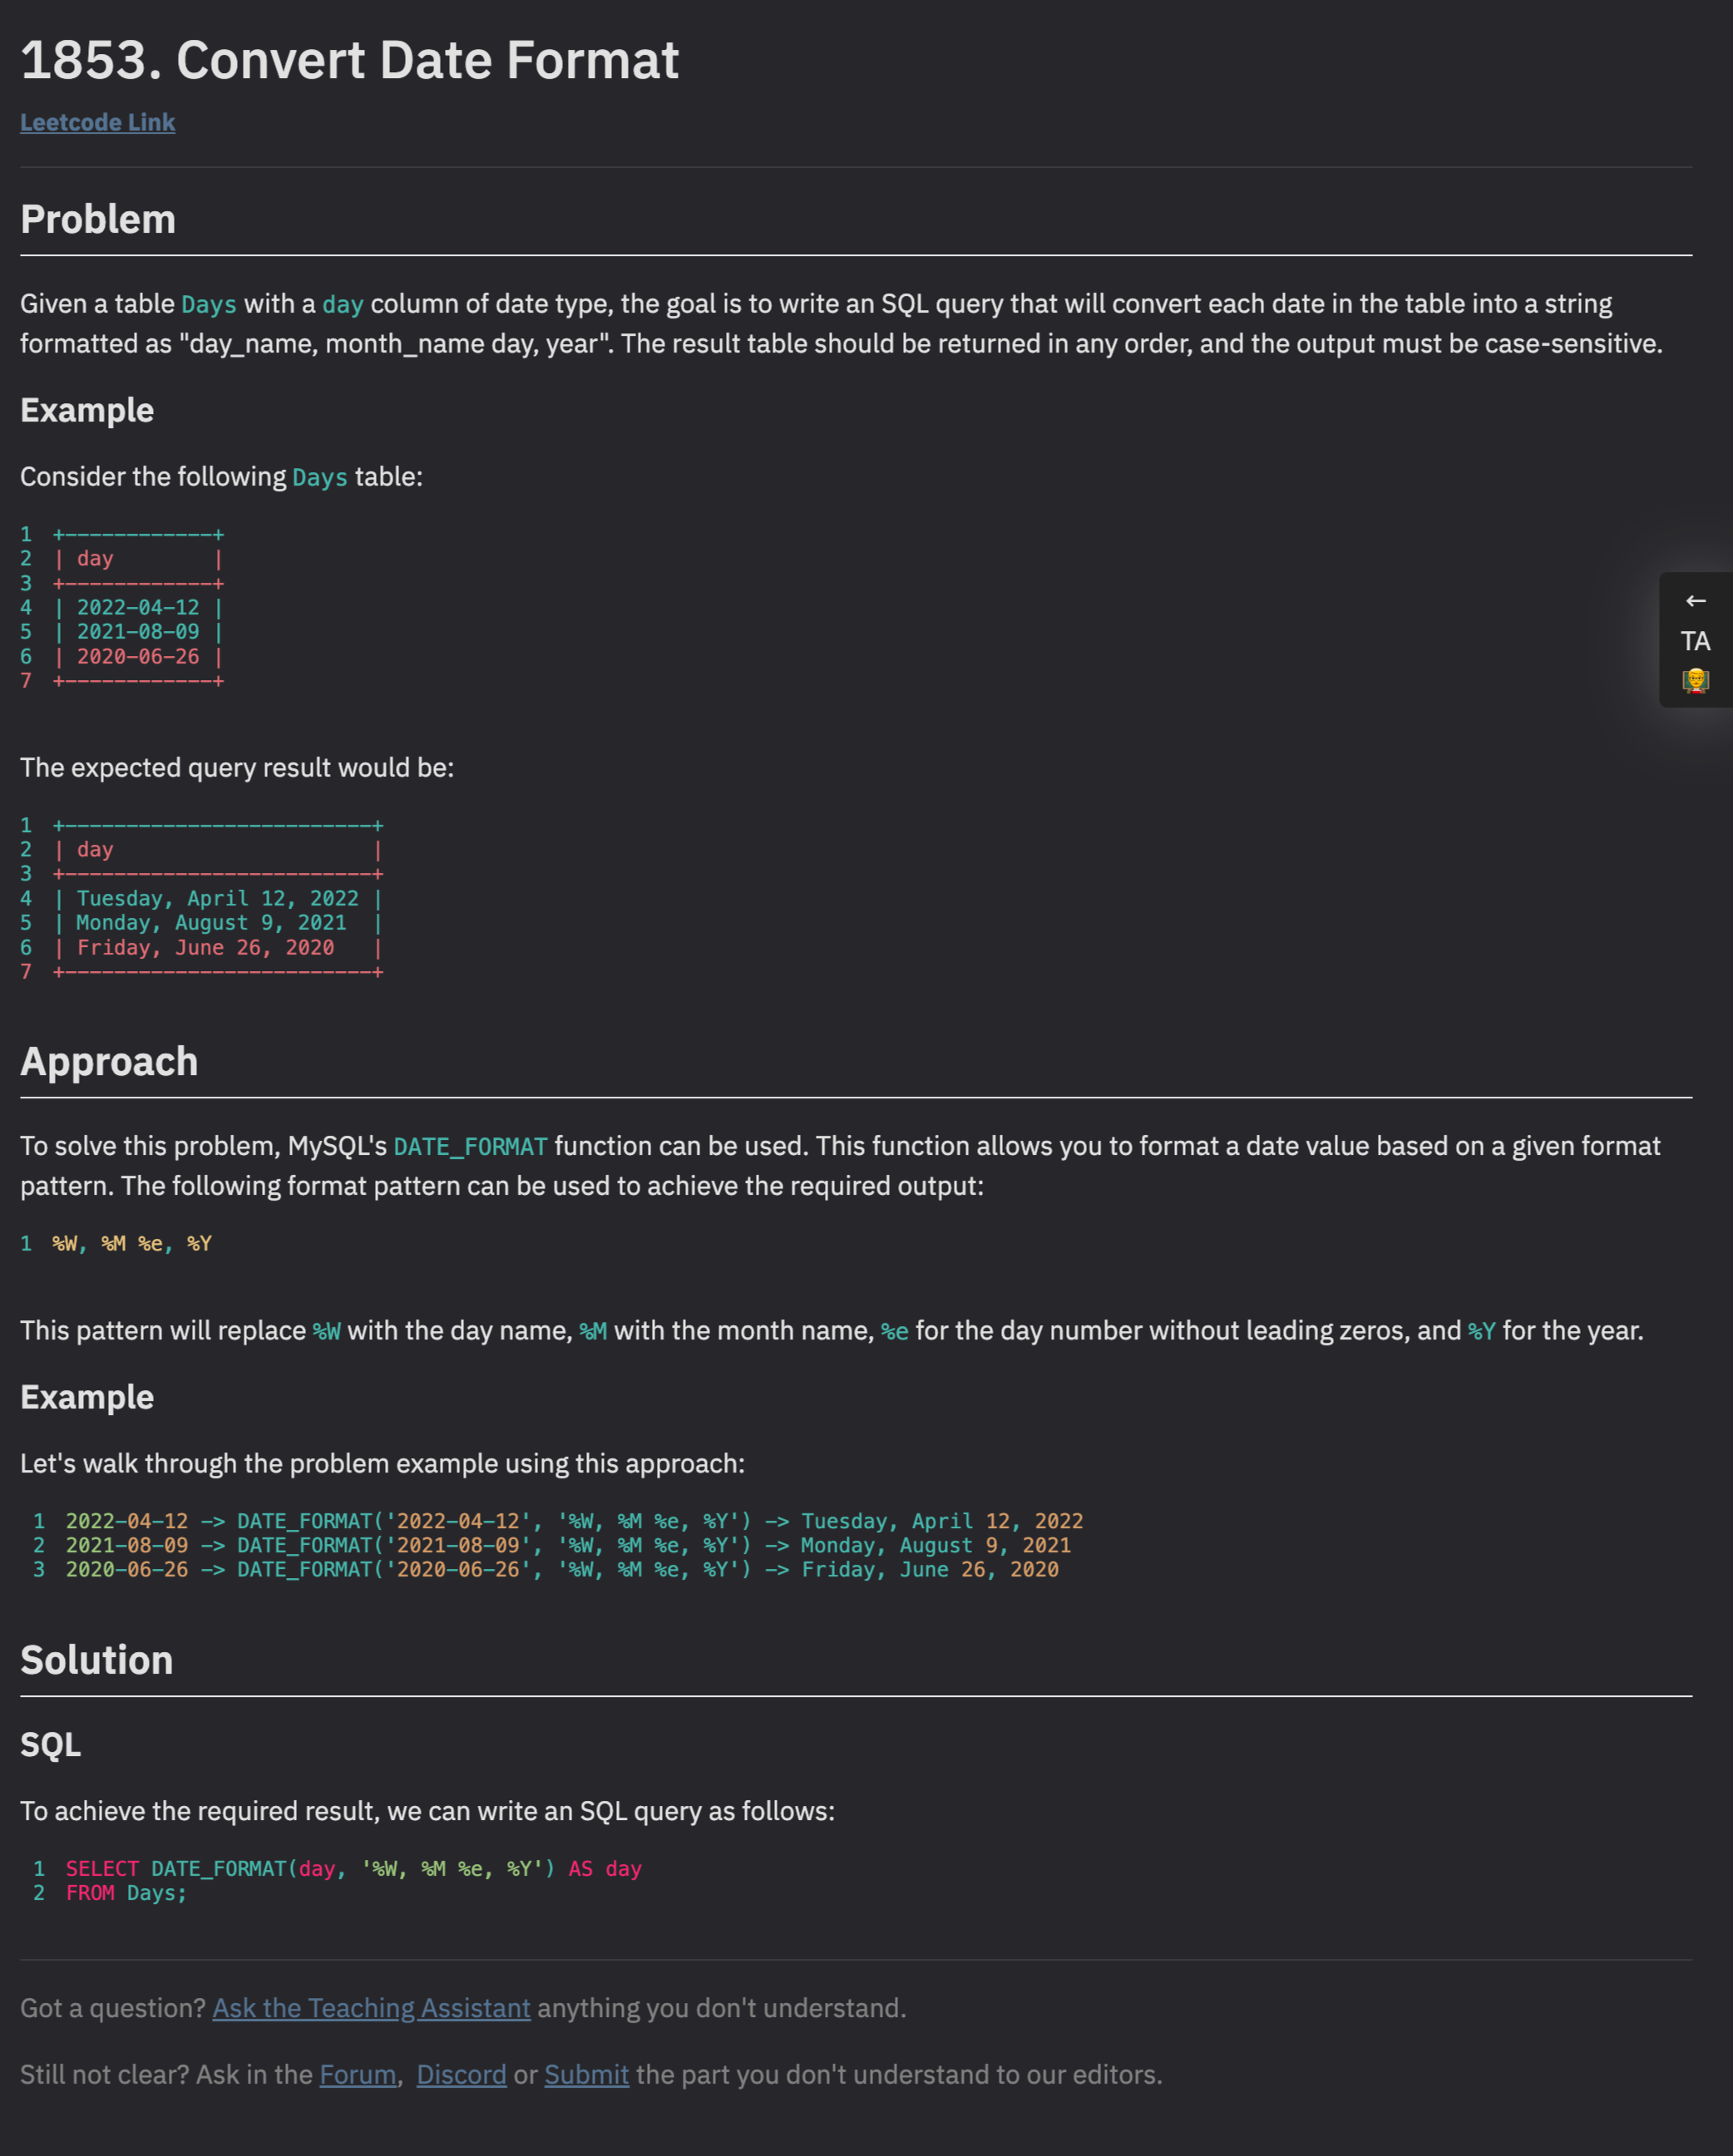 1853. Convert Date Format
Leetcode Link
Problem
Given a table Days with a day column of date type, the goal is to write an SQL query that will convert each date in the table into a string
formatted as "day_name, month_name day, year". The result table should be returned in any order, and the output must be case-sensitive.
Example
Consider the following Days table:
1 +------------+
2 | day        |
3 +------------+
4 | 2022-04-12 |
5 | 2021-08-09 |
6 | 2020-06-26 |
7 +------------+
The expected query result would be:
1 +-------------------------+
2 | day                     |
3 +-------------------------+
4 | Tuesday, April 12, 2022 |
5 | Monday, August 9, 2021  |
6 | Friday, June 26, 2020   |
7 +-------------------------+
←
TA
Approach
To solve this problem, MySQL's DATE_FORMAT function can be used. This function allows you to format a date value based on a given format
pattern. The following format pattern can be used to achieve the required output:
1 %W, %M %e, %Y
This pattern will replace %W with the day name, %M with the month name, %e for the day number without leading zeros, and %Y for the year.
Example
Let's walk through the problem example using this approach:
1 2022-04-12 -> DATE_FORMAT('2022-04-12', '%W, %M %e, %Y') -> Tuesday, April 12, 2022
2 2021-08-09 -> DATE_FORMAT('2021-08-09', '%W, %M %e, %Y') -> Monday, August 9, 2021
3 2020-06-26 -> DATE_FORMAT('2020-06-26', '%W, %M %e, %Y') -> Friday, June 26, 2020
Solution
SQL
To achieve the required result, we can write an SQL query as follows:
1 SELECT DATE_FORMAT(day, '%W, %M %e, %Y') AS day
2 FROM Days;
Got a question? Ask the Teaching Assistant anything you don't understand.
Still not clear? Ask in the Forum, Discord or Submit the part you don't understand to our editors.